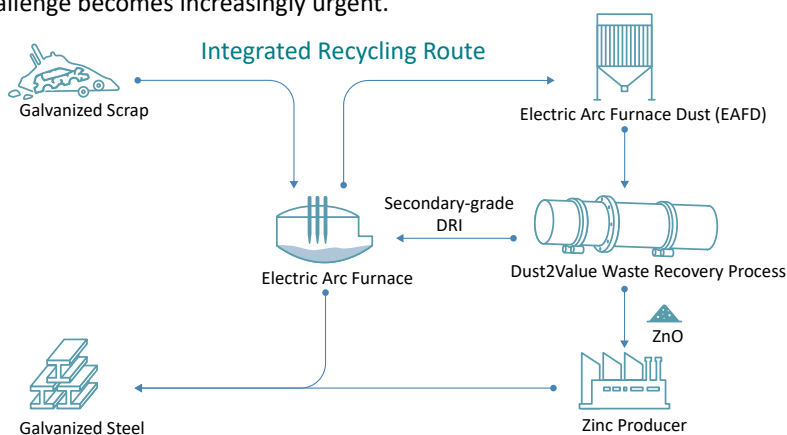 allenge becomes increasingly urgent.
Integrated Recycling Route
Galvanized Scrap
Electric Arc Furnace Dust (EAFD)
Secondary-grade
DRI
Electric Arc Furnace
Dust2Value Waste Recovery Process
ZnO
Galvanized Steel
Zinc Producer